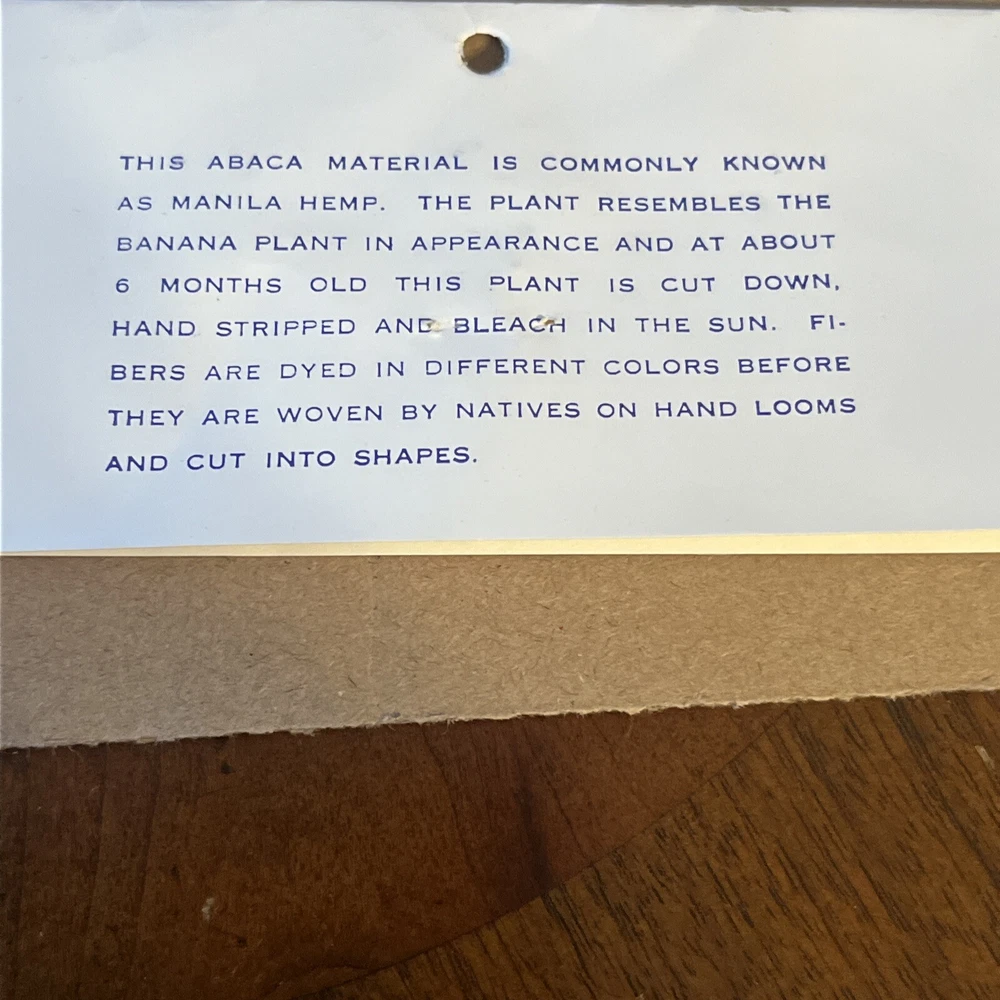 THIS ABACA MATERIAL IS COMMONLY KNOWN
AS MANILA HEMP. THE PLANT RESEMBLES THE
BANANA PLANT IN APPEARANCE AND AT ABOUT
6 MONTHS OLD THIS PLANT IS CUT DOWN,
HAND STRIPPED AND BLEACH IN THE SUN. FI-
BERS ARE DYED IN DIFFERENT COLORS BEFORE
THEY ARE WOVEN BY NATIVES ON HAND LOOMS
AND CUT INTO SHAPES.